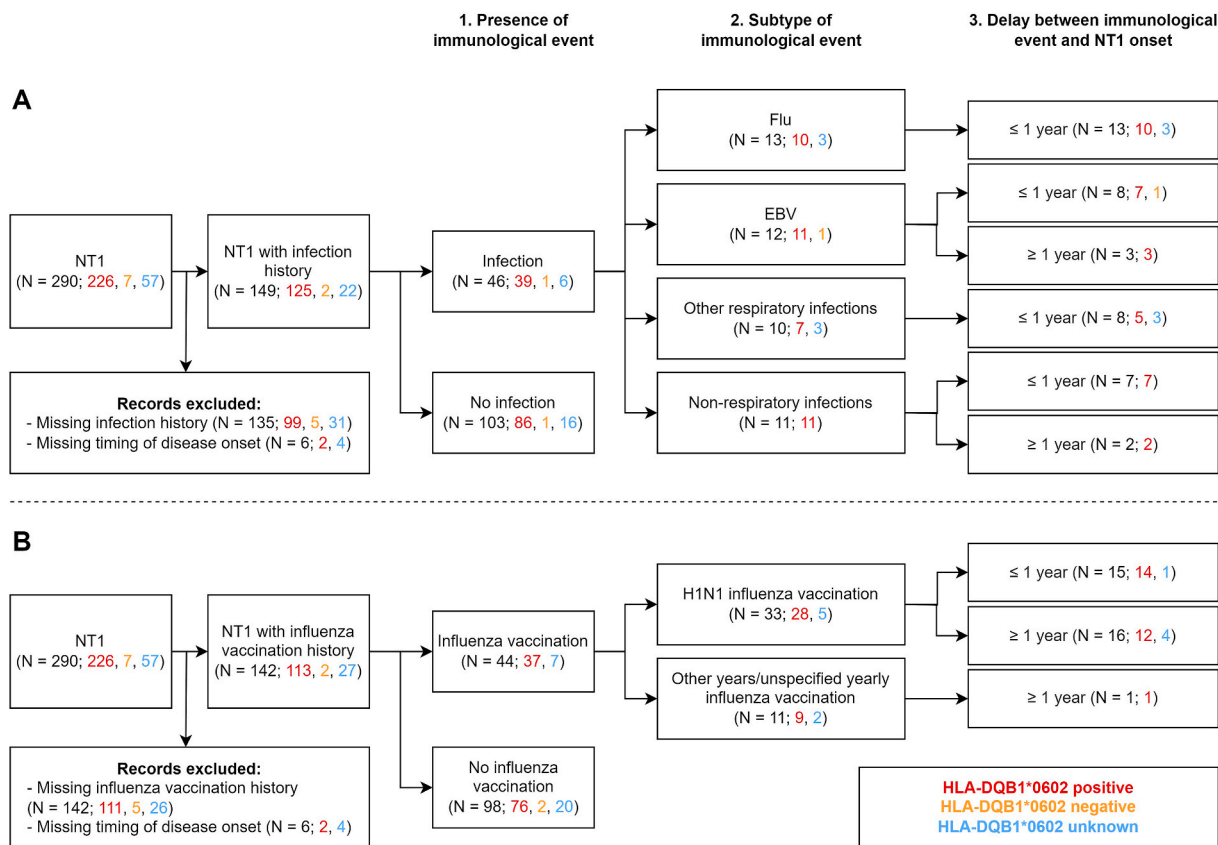 1. Presence of
immunological event
2. Subtype of
immunological event
3. Delay between immunological
event and NT1 onset
A
NT1
(N = 290; 226, 7, 57)
NT1 with infection
history
(N = 149; 125, 2, 22)
Records excluded:
- Missing infection history (N = 135; 99, 5, 31)
- Missing timing of disease onset (N = 6; 2, 4)
Infection
(N = 46; 39, 1, 6)
No infection
(N = 103; 86, 1, 16)
Flu
(N = 13; 10, 3)
EBV
(N = 12; 11, 1)
Other respiratory infections
(N = 10; 7, 3)
Non-respiratory infections
(N = 11; 11)
≤ 1 year (N = 13; 10, 3)
≤ 1 year (N = 8; 7, 1)
≥ 1 year (N = 3; 3)
≤ 1 year (N = 8; 5, 3)
≤ 1 year (N = 7; 7)
≥ 1 year (N = 2; 2)
B
NT1
(N = 290; 226, 7, 57)
NT1 with influenza
vaccination history
(N = 142; 113, 2, 27)
Records excluded:
- Missing influenza vaccination history
(N = 142; 111, 5, 26)
- Missing timing of disease onset (N = 6; 2, 4)
Influenza vaccination
(N = 44; 37, 7)
No influenza
vaccination
(N = 98; 76, 2, 20)
H1N1 influenza vaccination
(N = 33; 28, 5)
Other years/unspecified yearly
influenza vaccination
(N = 11; 9, 2)
≤ 1 year (N = 15; 14, 1)
≥ 1 year (N = 16; 12, 4)
≥ 1 year (N = 1; 1)
HLA-DQB1*0602 positive
HLA-DQB1*0602 negative
HLA-DQB1*0602 unknown